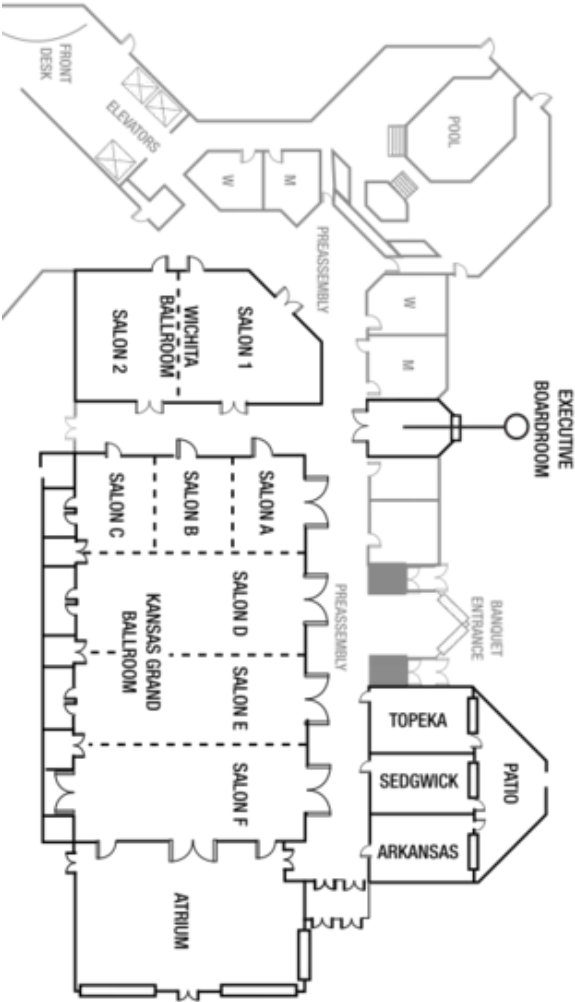 FRONT
DESK
ELEVATORS
POOL
W
M
PREASSEMBLY
W
M
WICHITA
BALLROOM
SALON 1
SALON 2
EXECUTIVE
BOARDROOM
SALON A
SALON B
SALON C
SALON D
KANSAS GRAND
BALLROOM
SALON E
SALON F
PREASSEMBLY
BANQUET
ENTRANCE
TOPEKA
SEDGWICK
ARKANSAS
PATIO
ATRIUM